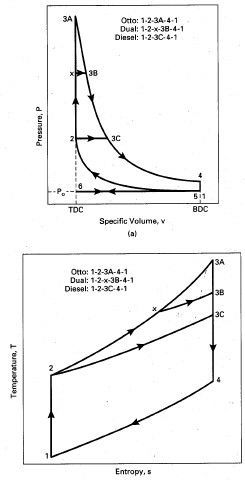 3A
Otto: 1-2-3A-4-1
Dual: 1-2-x-3B-4-1
Diesel: 1-2-3C-4-1
x
3B
Pressure, P
2
3C
4
Po
6
5
1
TDC
BDC
Specific Volume, v
(a)
Otto: 1-2-3A-4-1
Dual: 1-2-x-3B-4-1
Diesel: 1-2-3C-4-1
3A
3B
x
3C
Temperature, T
2
4
1
Entropy, s